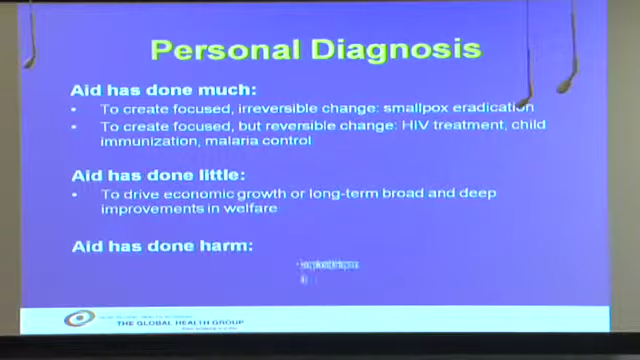 Personal Diagnosis
Aid has done much:
• To create focused, irreversible change: smallpox eradication
• To create focused, but reversible change: HIV treatment, child
immunization, malaria control
Aid has done little:
• To drive economic growth or long-term broad and deep
improvements in welfare
Aid has done harm:
THE GLOBAL HEALTH GROUP